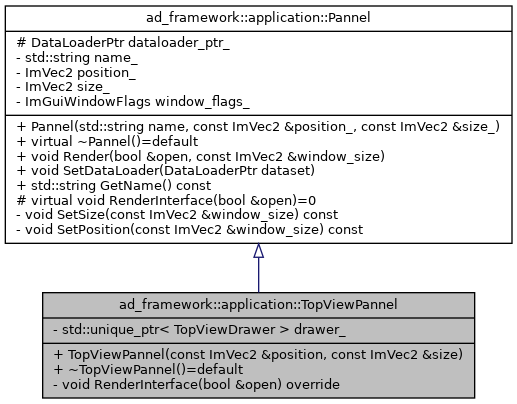 ad_framework::application::Pannel
# DataLoaderPtr dataloader_ptr_
- std::string name_
- ImVec2 position_
- ImVec2 size_
- ImGuiWindowFlags window_flags_
+ Pannel(std::string name, const ImVec2 &position_, const ImVec2 &size_)
+ virtual ~Pannel()=default
+ void Render(bool &open, const ImVec2 &window_size)
+ void SetDataLoader(DataLoaderPtr dataset)
+ std::string GetName() const
# virtual void RenderInterface(bool &open)=0
- void SetSize(const ImVec2 &window_size) const
- void SetPosition(const ImVec2 &window_size) const
ad_framework::application::TopViewPannel
- std::unique_ptr< TopViewDrawer > drawer_
+ TopViewPannel(const ImVec2 &position, const ImVec2 &size)
+ ~TopViewPannel()=default
- void RenderInterface(bool &open) override